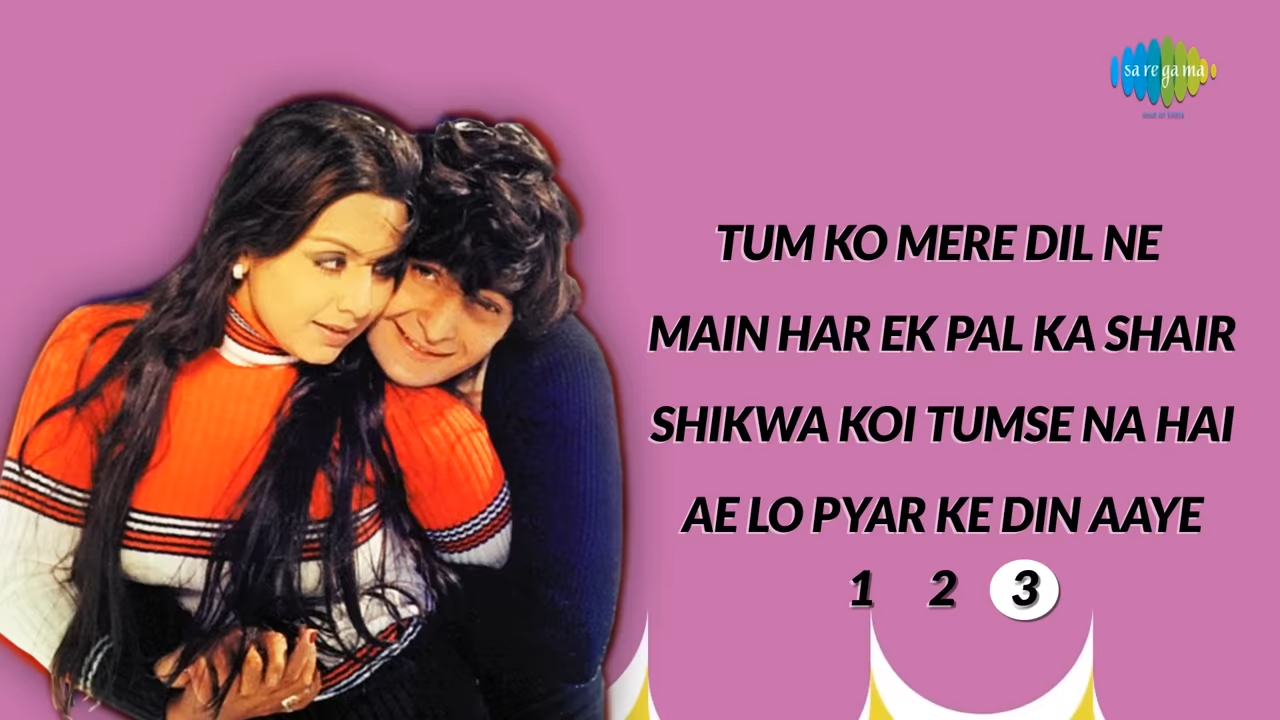 sa re ga ma
TUM KO MERE DIL NE
MAIN HAR EK PAL KA SHAIR
SHIKWA KOI TUMSE NA HAI
AE LO PYAR KE DIN AAYE
1 2 3